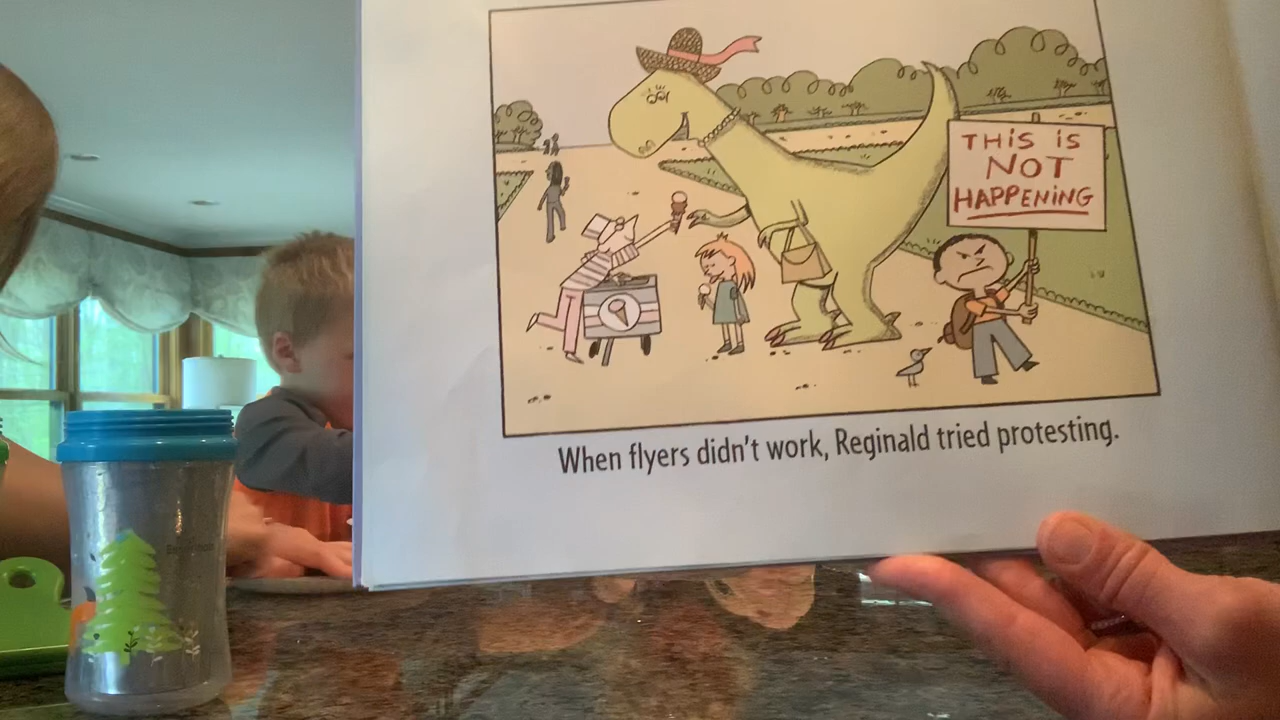 THIS iS
NOT
HAPPENING
When flyers didn't work, Reginald tried protesting.